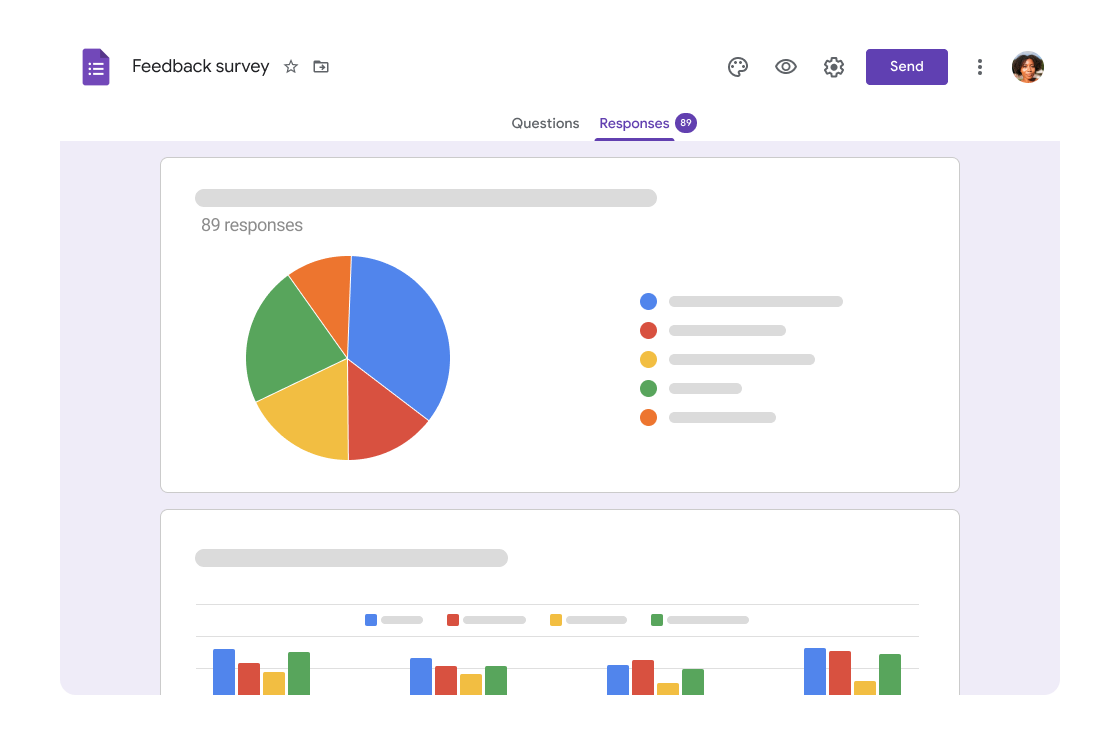 Feedback survey
Send
Questions
Responses 89
89 responses